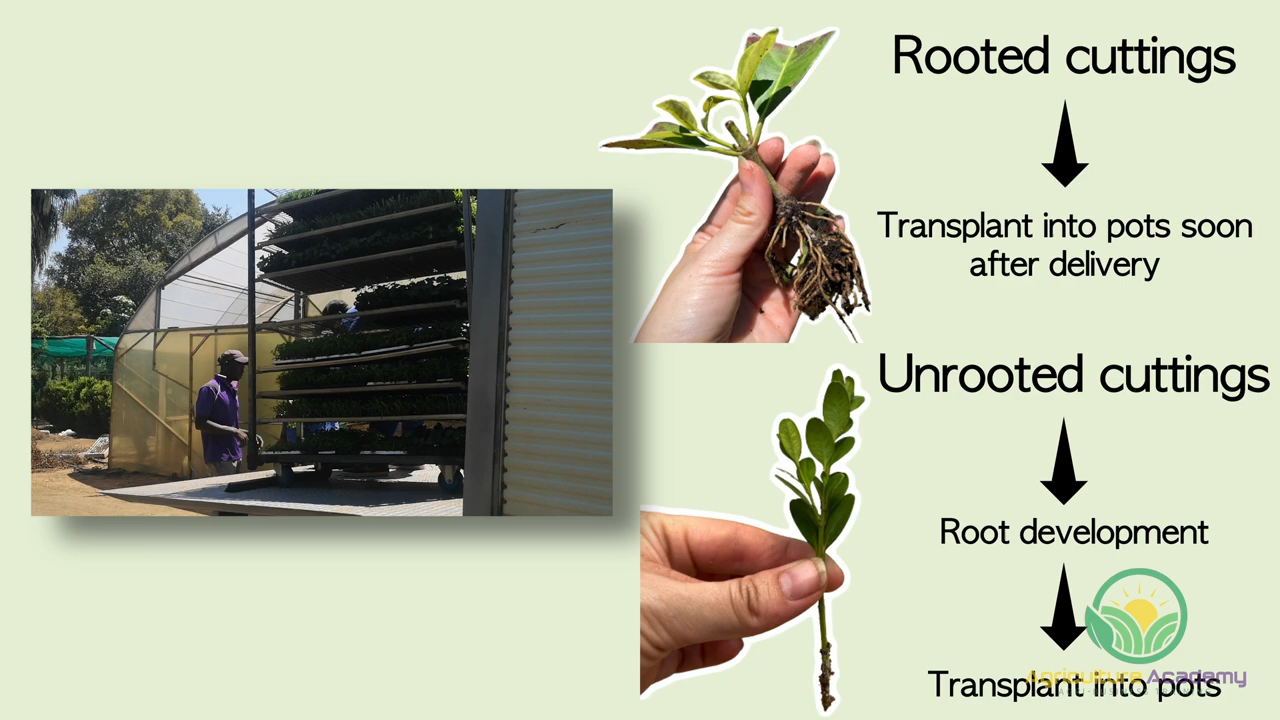 Rooted cuttings
Transplant into pots soon
after delivery
Unrooted cuttings
Root development
Transplant into pots
Agriculture Academy